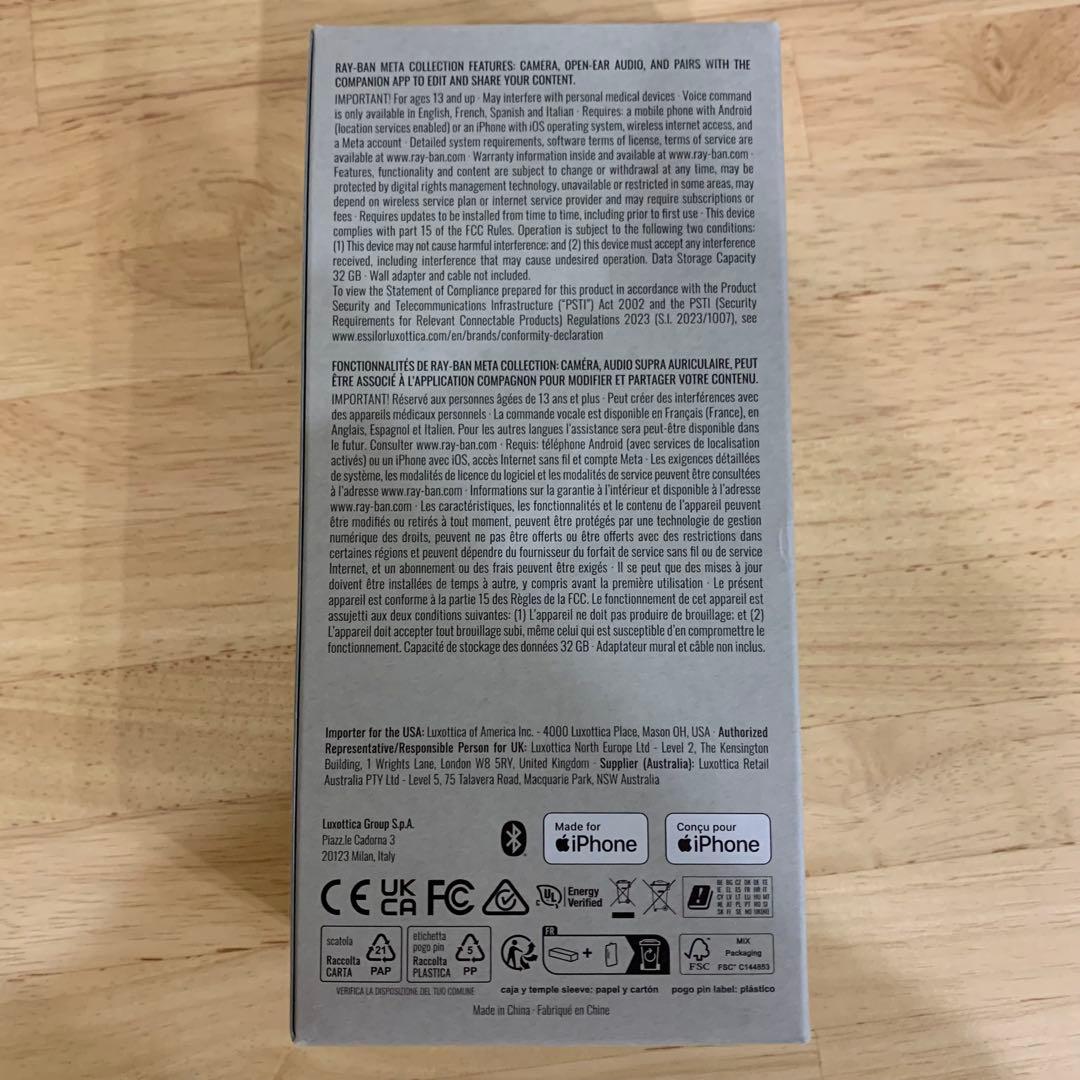 RAY-BAN META COLLECTION FEATURES: CAMERA, OPEN-EAR AUDIO, AND PAIRS WITH THE
COMPANION APP TO EDIT AND SHARE YOUR CONTENT.
IMPORTANT! For ages 13 and up · May interfere with personal medical devices · Voice command
is only available in English, French, Spanish and Italian · Requires: a mobile phone with Android
(location services enabled) or an iPhone with iOS operating system, wireless internet access, and
a Meta account · Detailed system requirements, software terms of license, terms of service are
available at www.ray-ban.com · Warranty information inside and available at www.ray-ban.com ·
Features, functionality and content are subject to change or withdrawal at any time, may be
protected by digital rights management technology, unavailable or restricted in some areas, may
depend on wireless service plan or internet service provider and may require subscriptions or
fees · Requires updates to be installed from time to time, including prior to first use · This device
complies with part 15 of the FCC Rules. Operation is subject to the following two conditions:
(1) This device may not cause harmful interference; and (2) this device must accept any interference
received, including interference that may cause undesired operation. Data Storage Capacity
32 GB · Wall adapter and cable not included.
To view the Statement of Compliance prepared for this product in accordance with the Product
Security and Telecommunications Infrastructure ("PSTI") Act 2002 and the PSTI (Security
Requirements for Relevant Connectable Products) Regulations 2023 (S.I. 2023/1007), see
www.essilorluxottica.com/en/brands/conformity-declaration
FONCTIONNALITÉS DE RAY-BAN META COLLECTION: CAMÉRA, AUDIO SUPRA AURICULAIRE, PEUT
ÊTRE ASSOCIÉ À L'APPLICATION COMPAGNON POUR MODIFIER ET PARTAGER VOTRE CONTENU.
IMPORTANT! Réservé aux personnes âgées de 13 ans et plus · Peut créer des interférences avec
des appareils médicaux personnels · La commande vocale est disponible en Français (France), en
Anglais, Espagnol et Italien. Pour les autres langues l'assistance sera peut-être disponible dans
le futur. Consulter www.ray-ban.com · Requis: téléphone Android (avec services de localisation
activés) ou un iPhone avec iOS, accès Internet sans fil et compte Meta · Les exigences détaillées
de système, les modalités de licence du logiciel et les modalités de service peuvent être consultées
à l'adresse www.ray-ban.com · Informations sur la garantie à l'intérieur et disponible à l'adresse
www.ray-ban.com · Les caractéristiques, les fonctionnalités et le contenu de l'appareil peuvent
être modifiés ou retirés à tout moment, peuvent être protégés par une technologie de gestion
numérique des droits, peuvent ne pas être offerts ou être offerts avec des restrictions dans
certaines régions et peuvent dépendre du fournisseur du forfait de service sans fil ou de service
Internet, et un abonnement ou des frais peuvent être exigés · Il se peut que des mises à jour
doivent être installées de temps à autre, y compris avant la première utilisation · Le présent
appareil est conforme à la partie 15 des Règles de la FCC. Le fonctionnement de cet appareil est
assujetti aux deux conditions suivantes: (1) L'appareil ne doit pas produire de brouillage; et (2)
L'appareil doit accepter tout brouillage subi, même celui qui est susceptible d'en compromettre le
fonctionnement. Capacité de stockage des données 32 GB · Adaptateur mural et câble non inclus.
Importer for the USA: Luxottica of America Inc. - 4000 Luxottica Place, Mason OH, USA · Authorized
Representative/Responsible Person for UK: Luxottica North Europe Ltd - Level 2, The Kensington
Building, 1 Wrights Lane, London W8 5RY, United Kingdom · Supplier (Australia): Luxottica Retail
Australia PTY Ltd - Level 5, 75 Talavera Road, Macquarie Park, NSW Australia
Luxottica Group S.p.A.
Piazz.le Cadorna 3
20123 Milan, Italy
Made for
iPhone
Conçu pour
iPhone
CE UK CA FC
c UL Energy Verified
BE BG CZ DK DE EE
IE EL ES FR HR IT
CY LV LT LU HU MT
NL AT PL PT RO SI
SK FI SE NO
scatola
Raccolta
CARTA
21
PAP
etichetta
pogo pin
Raccolta
PLASTICA
5
PP
FR
+
FSC
MIX
Packaging
FSC® C144853
VERIFICA LA DISPOSIZIONE DEL TUO COMUNE
caja y temple sleeve: papel y cartón pogo pin label: plástico
Made in China · Fabriqué en Chine